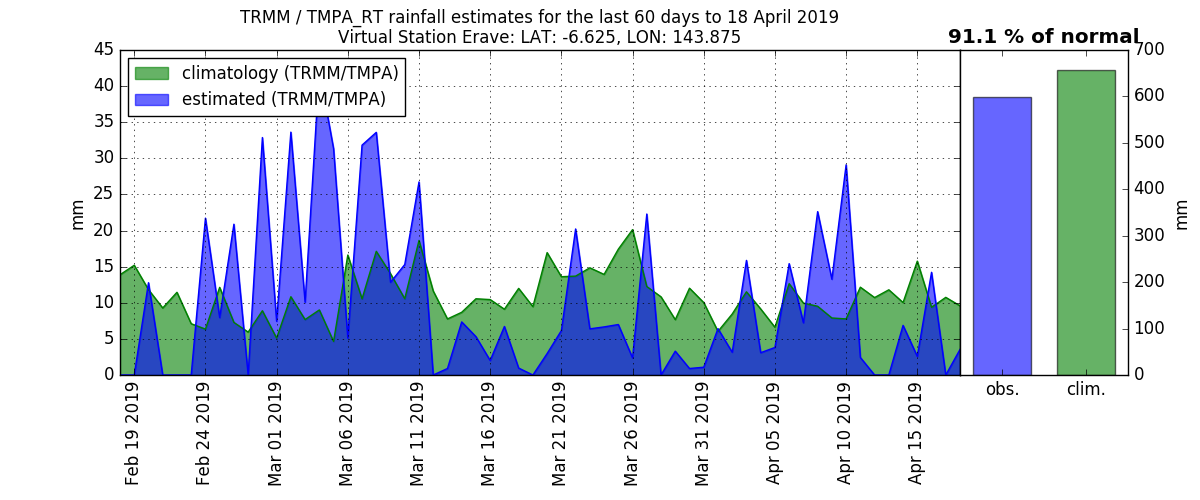 TRMM / TMPA_RT rainfall estimates for the last 60 days to 18 April 2019
Virtual Station Erave: LAT: -6.625, LON: 143.875
91.1 % of normal
climatology (TRMM/TMPA)
estimated (TRMM/TMPA)
45
40
35
30
25
20
15
10
5
0
mm
Feb 19 2019
Feb 24 2019
Mar 01 2019
Mar 06 2019
Mar 11 2019
Mar 16 2019
Mar 21 2019
Mar 26 2019
Mar 31 2019
Apr 05 2019
Apr 10 2019
Apr 15 2019
obs.
clim.
700
600
500
400
300
200
100
0
mm